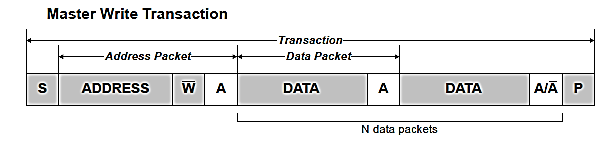 Master Write Transaction
Transaction
Address Packet Data Packet
S ADDRESS W̅ A DATA A DATA A/A̅ P
N data packets